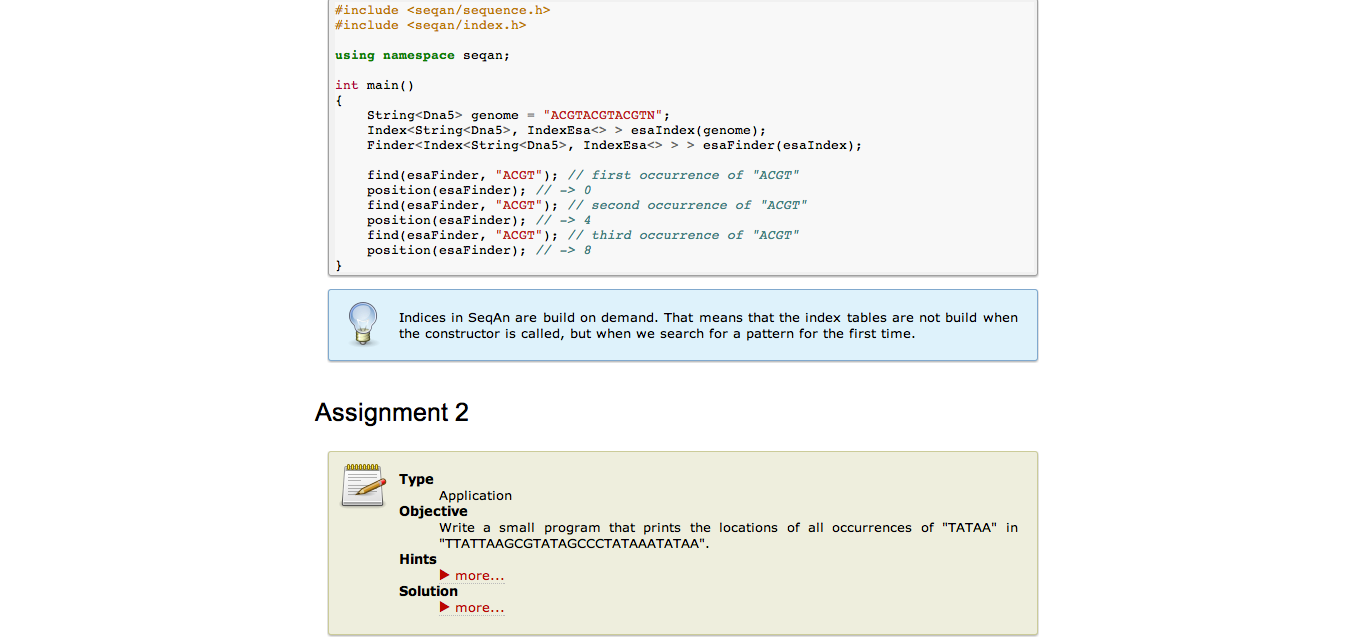 #include <seqan/sequence.h>
#include <seqan/index.h>
using namespace seqan;
int main()
{
String<Dna5> genome = "ACGTACGTACGTN";
Index<String<Dna5>, IndexEsa<> > esaIndex(genome);
Finder<Index<String<Dna5>, IndexEsa<> > > esaFinder(esaIndex);
find(esaFinder, "ACGT"); // first occurrence of "ACGT"
position(esaFinder); // -> 0
find(esaFinder, "ACGT"); // second occurrence of "ACGT"
position(esaFinder); // -> 4
find(esaFinder, "ACGT"); // third occurrence of "ACGT"
position(esaFinder); // -> 8
}
Indices in SeqAn are build on demand. That means that the index tables are not build when
the constructor is called, but when we search for a pattern for the first time.
Assignment 2
Type
Application
Objective
Write a small program that prints the locations of all occurrences of "TATAA" in
"TTATTAAGCGTATAGCCCTATAAATATAA".
Hints
more...
Solution
more...